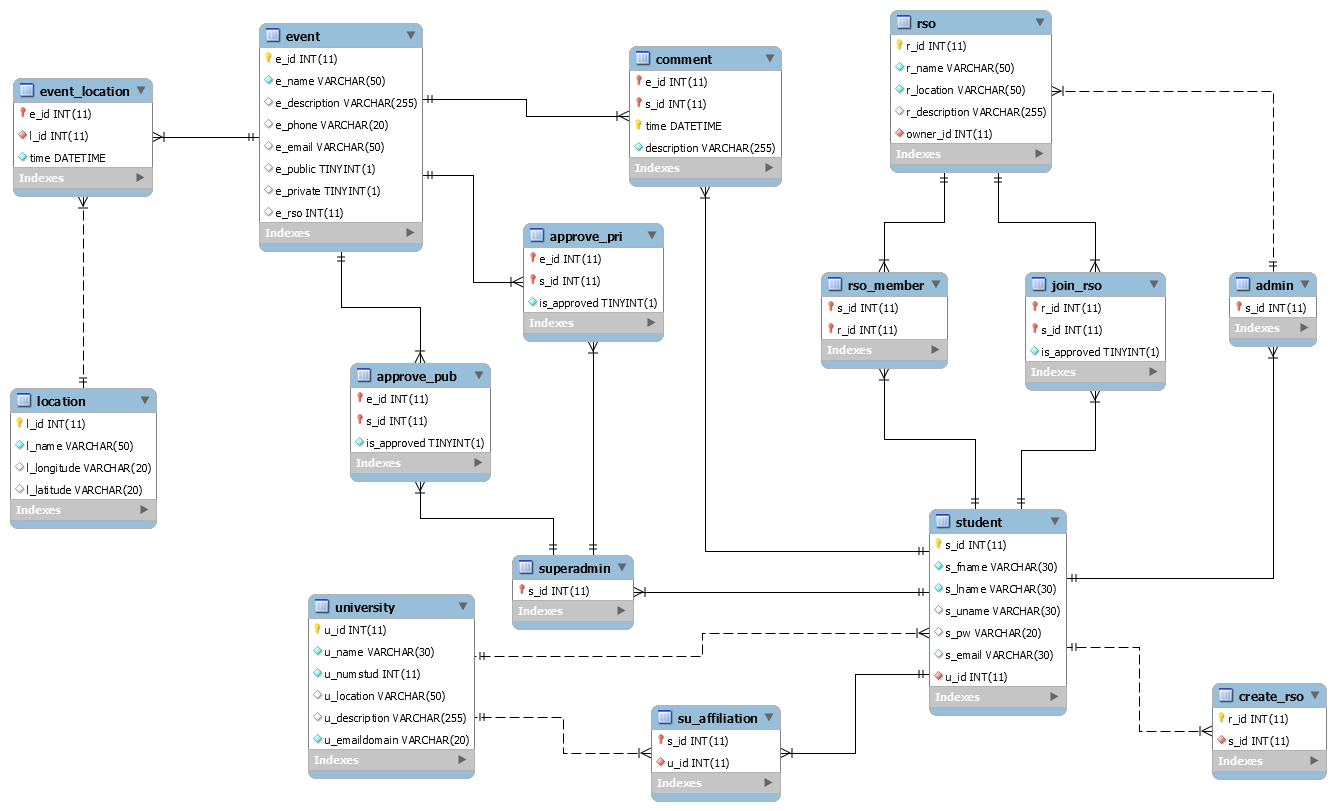 event
e_id INT(11)
e_name VARCHAR(50)
e_description VARCHAR(255)
e_phone VARCHAR(20)
e_email VARCHAR(50)
e_public TINYINT(1)
e_private TINYINT(1)
e_rso INT(11)
Indexes
event_location
e_id INT(11)
l_id INT(11)
time DATETIME
Indexes
comment
e_id INT(11)
s_id INT(11)
time DATETIME
description VARCHAR(255)
Indexes
rso
r_id INT(11)
r_name VARCHAR(50)
r_location VARCHAR(50)
r_description VARCHAR(255)
owner_id INT(11)
Indexes
approve_pri
e_id INT(11)
s_id INT(11)
is_approved TINYINT(1)
Indexes
rso_member
s_id INT(11)
r_id INT(11)
Indexes
join_rso
r_id INT(11)
s_id INT(11)
is_approved TINYINT(1)
Indexes
admin
s_id INT(11)
Indexes
approve_pub
e_id INT(11)
s_id INT(11)
is_approved TINYINT(1)
Indexes
location
l_id INT(11)
l_name VARCHAR(50)
l_longitude VARCHAR(20)
l_latitude VARCHAR(20)
Indexes
superadmin
s_id INT(11)
Indexes
student
s_id INT(11)
s_fname VARCHAR(30)
s_lname VARCHAR(30)
s_uname VARCHAR(30)
s_pw VARCHAR(20)
s_email VARCHAR(30)
u_id INT(11)
Indexes
university
u_id INT(11)
u_name VARCHAR(30)
u_numstud INT(11)
u_location VARCHAR(50)
u_description VARCHAR(255)
u_emaildomain VARCHAR(20)
Indexes
su_affiliation
s_id INT(11)
u_id INT(11)
Indexes
create_rso
r_id INT(11)
s_id INT(11)
Indexes